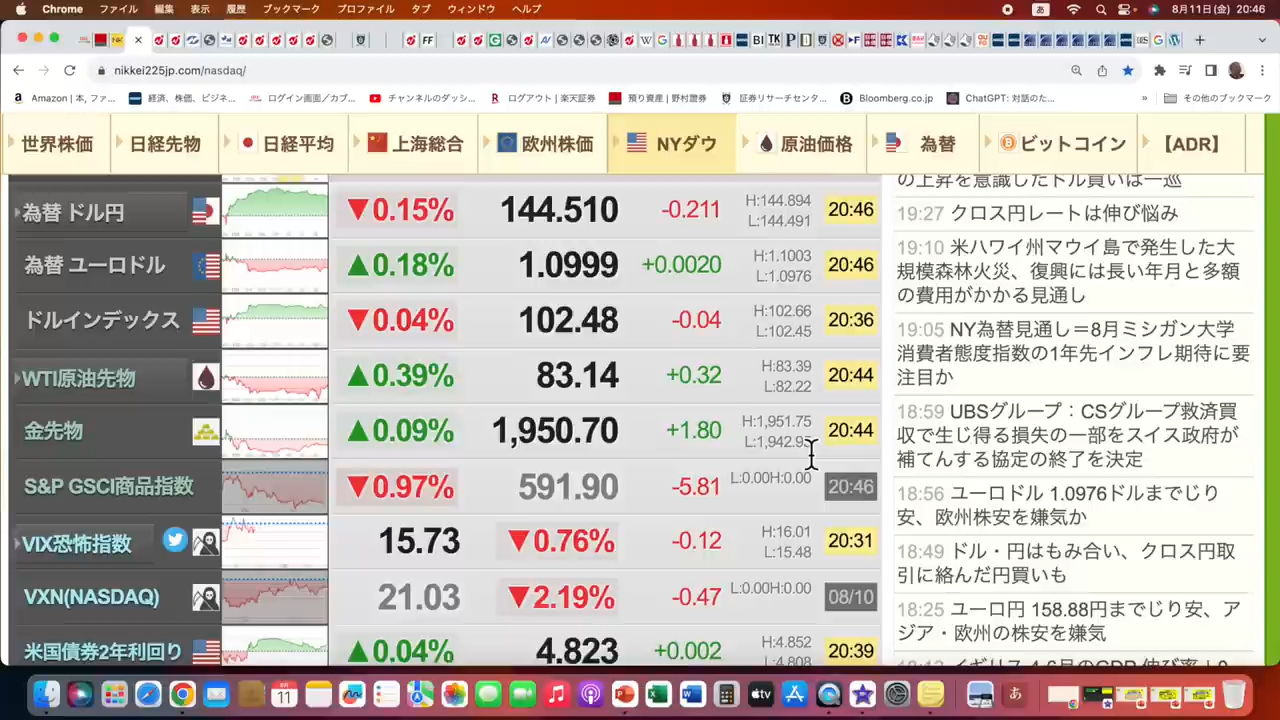 Chrome ファイル 編集 表示 履歴 ブックマーク プロファイル タブ ウィンドウ ヘルプ あ 8月11日(金) 20:46
nikkei225jp.com/nasdaq/
Amazon | 本, ファ... 経済、株価、ビジネ... ログイン画面／カブ... チャンネルのダッシ... ログアウト | 楽天証券 預り資産 | 野村證券 証券リサーチセンタ... Bloomberg.co.jp ChatGPT: 対話のた... » その他のブックマーク
世界株価 日経先物 日経平均 上海総合 欧州株価 NYダウ 原油価格 為替 ビットコイン 【ADR】
為替 ドル円 ▼0.15% 144.510 -0.211 H:144.894 L:144.491 20:46
為替 ユーロドル ▲0.18% 1.0999 +0.0020 H:1.1003 L:1.0976 20:46
ドルインデックス ▼0.04% 102.48 -0.04 H:102.66 L:102.45 20:36
WTI原油先物 ▲0.39% 83.14 +0.32 H:83.39 L:82.22 20:44
金先物 ▲0.09% 1,950.70 +1.80 H:1,951.75 20:44
S&P GSCI商品指数 ▼0.97% 591.90 -5.81 L:0.00H:0.00 20:46
VIX恐怖指数 15.73 ▼0.76% -0.12 H:16.01 L:15.48 20:31
VXN(NASDAQ) 21.03 ▼2.19% -0.47 L:0.00H:0.00 08/10
米国債券2年利回り ▲0.04% 4.823 +0.002 H:4.852 L:4.808 20:39
の上昇を意識したドル買いは一巡
19:27 クロス円レートは伸び悩み
19:10 米ハワイ州マウイ島で発生した大
規模森林火災、復興には長い年月と多額
の費用がかかる見通し
19:05 NY為替見通し＝8月ミシガン大学
消費者態度指数の1年先インフレ期待に要
注目か
18:59 UBSグループ：CSグループ救済買
収で生じ得る損失の一部をスイス政府が
補てんする協定の終了を決定
18:56 ユーロドル 1.0976ドルまでじり
安、欧州株安を嫌気か
18:49 ドル・円はもみ合い、クロス円取
引に絡んだ円買いも
18:25 ユーロ円 158.88円までじり安、ア
ジア・欧州の株安を嫌気